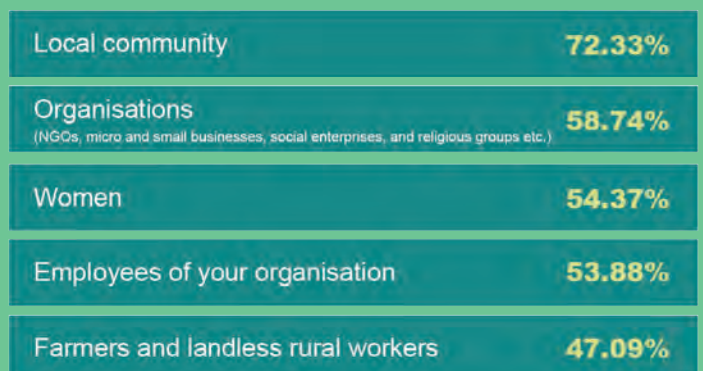 Local community 72.33%
Organisations 58.74%
(NGOs, micro and small businesses, social enterprises, and religious groups etc.)
Women 54.37%
Employees of your organisation 53.88%
Farmers and landless rural workers 47.09%